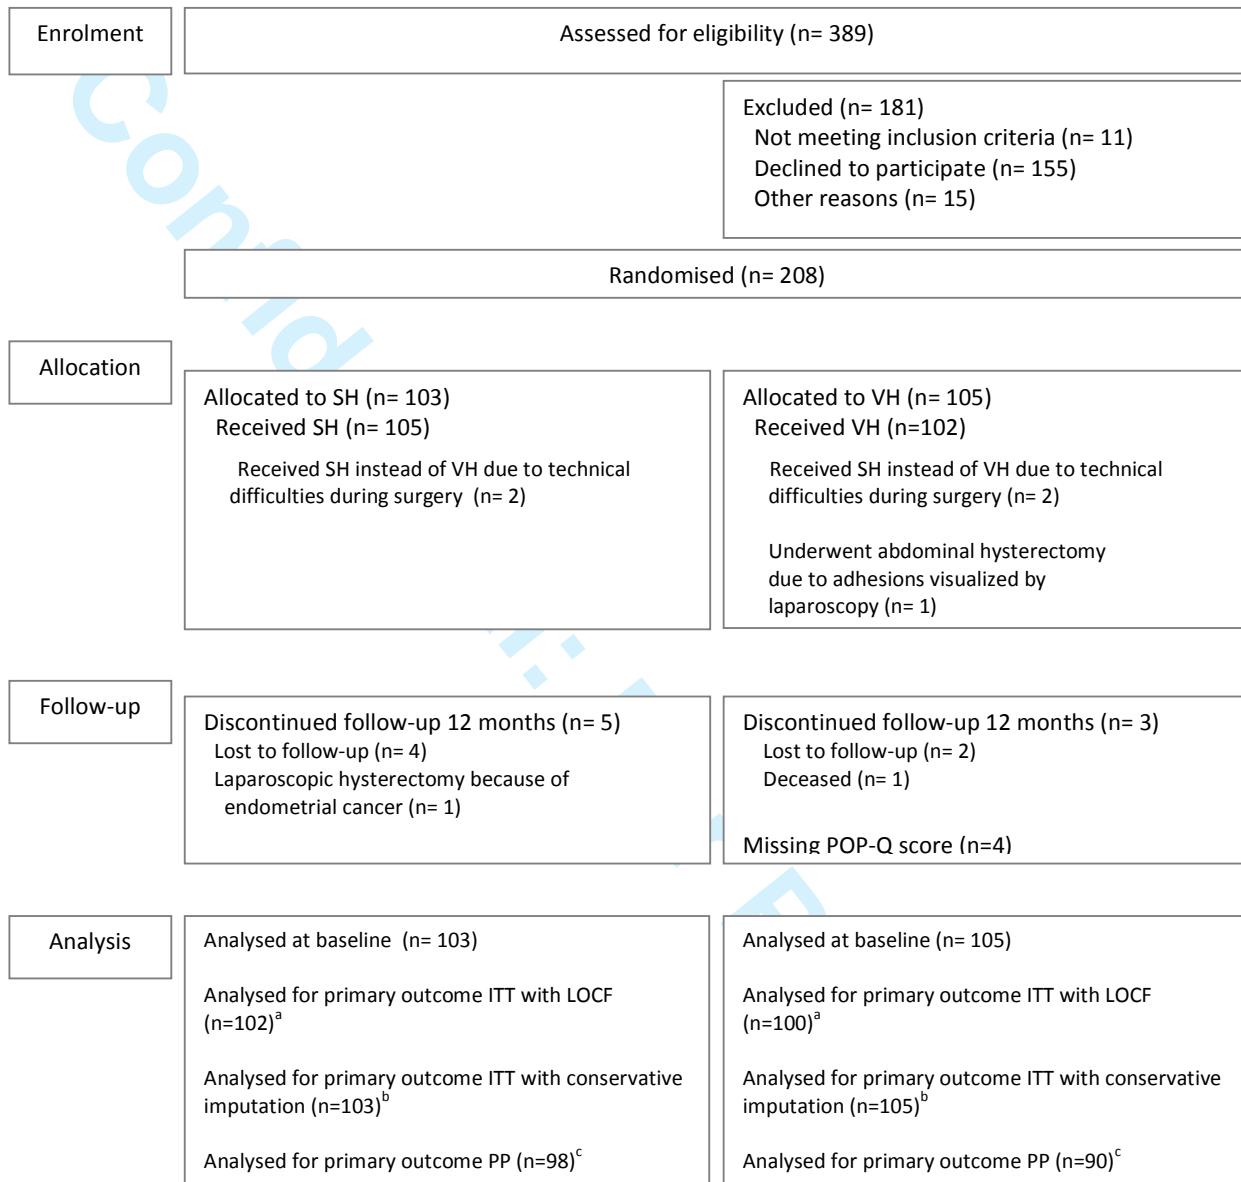 Enrolment
Assessed for eligibility (n= 389)
Excluded (n= 181)
Not meeting inclusion criteria (n= 11)
Declined to participate (n= 155)
Other reasons (n= 15)
Randomised (n= 208)
Allocation
Allocated to SH (n= 103)
Received SH (n= 105)
Received SH instead of VH due to technical
difficulties during surgery (n= 2)
Allocated to VH (n= 105)
Received VH (n=102)
Received SH instead of VH due to technical
difficulties during surgery (n= 2)
Underwent abdominal hysterectomy
due to adhesions visualized by
laparoscopy (n= 1)
Follow-up
Discontinued follow-up 12 months (n= 5)
Lost to follow-up (n= 4)
Laparoscopic hysterectomy because of
endometrial cancer (n= 1)
Discontinued follow-up 12 months (n= 3)
Lost to follow-up (n= 2)
Deceased (n= 1)
Missing POP-Q score (n=4)
Analysis
Analysed at baseline (n= 103)
Analysed for primary outcome ITT with LOCF
(n=102)a
Analysed for primary outcome ITT with conservative
imputation (n=103)b
Analysed for primary outcome PP (n=98)c
Analysed at baseline (n= 105)
Analysed for primary outcome ITT with LOCF
(n=100)a
Analysed for primary outcome ITT with conservative
imputation (n=105)b
Analysed for primary outcome PP (n=90)c